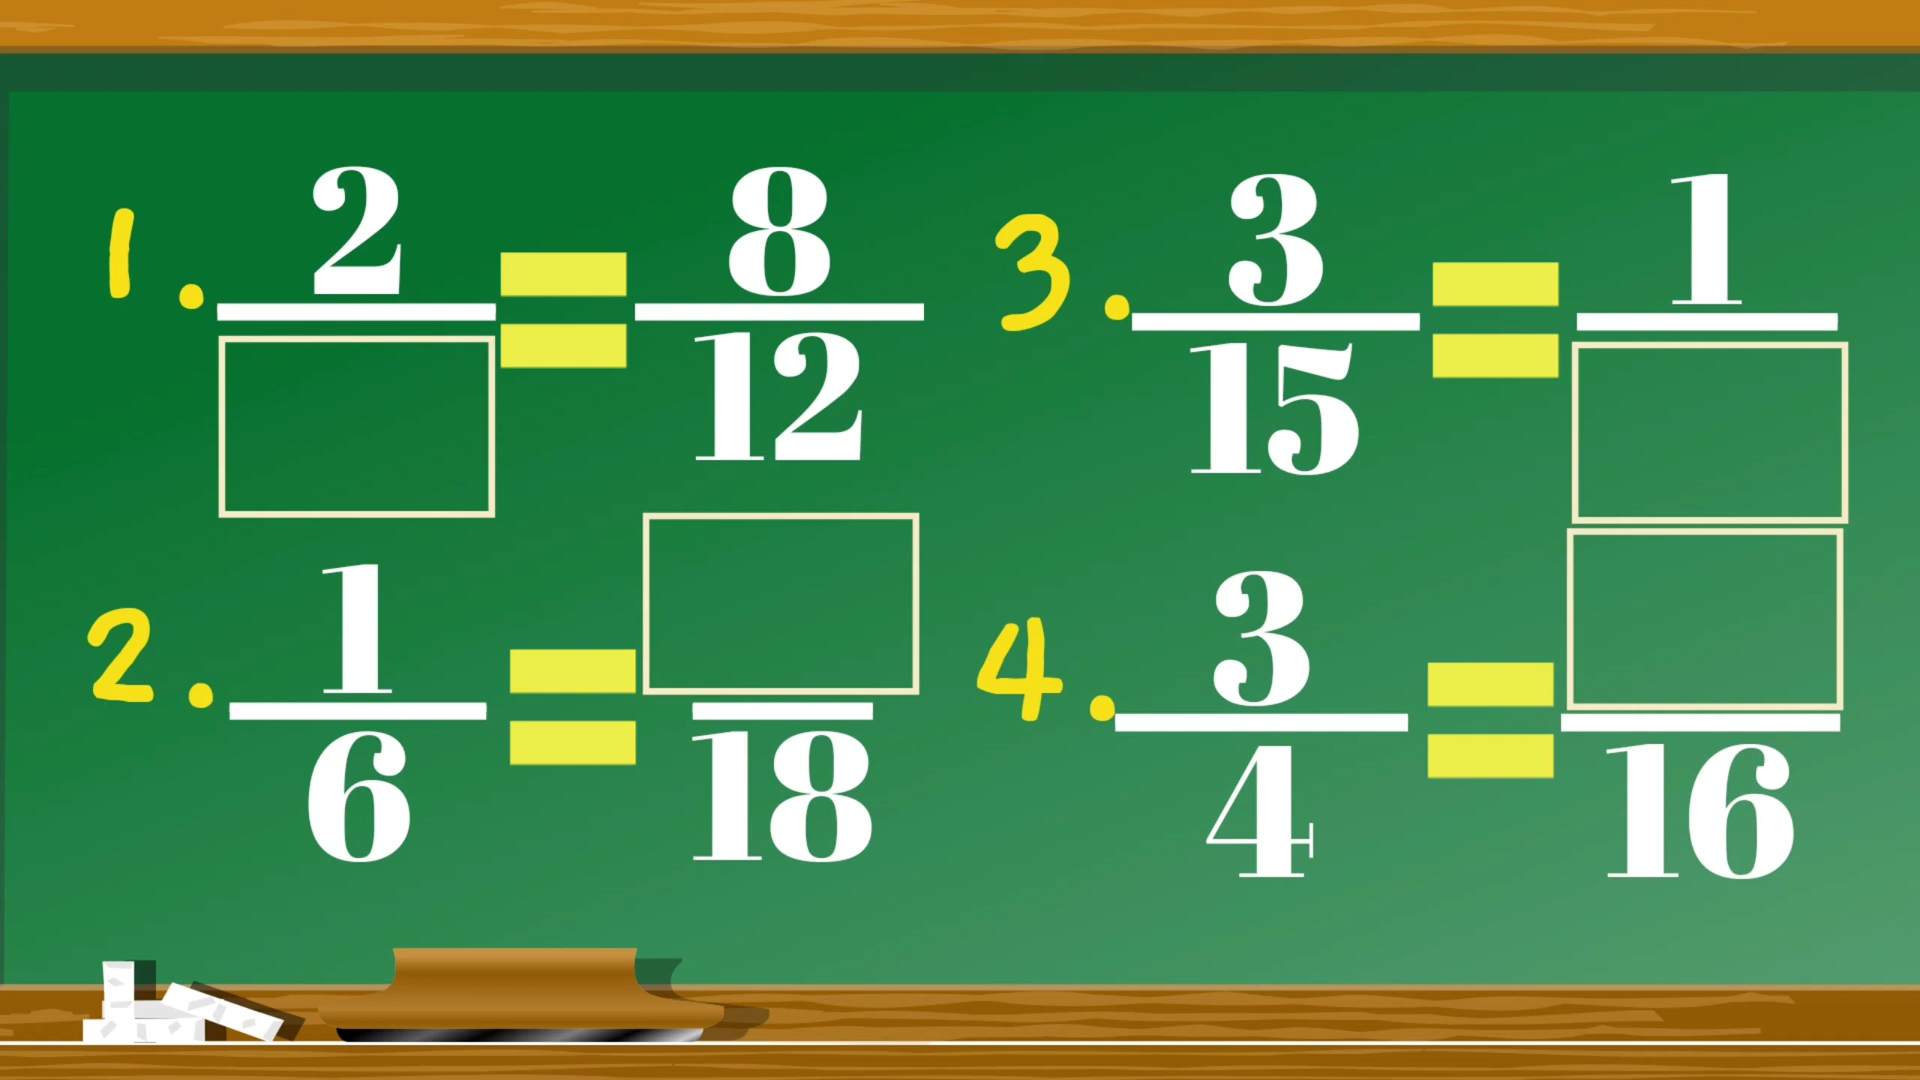 1. 2/ = 8/12
2. 1/6 = /18
3. 3/15 = 1/
4. 3/4 = /16